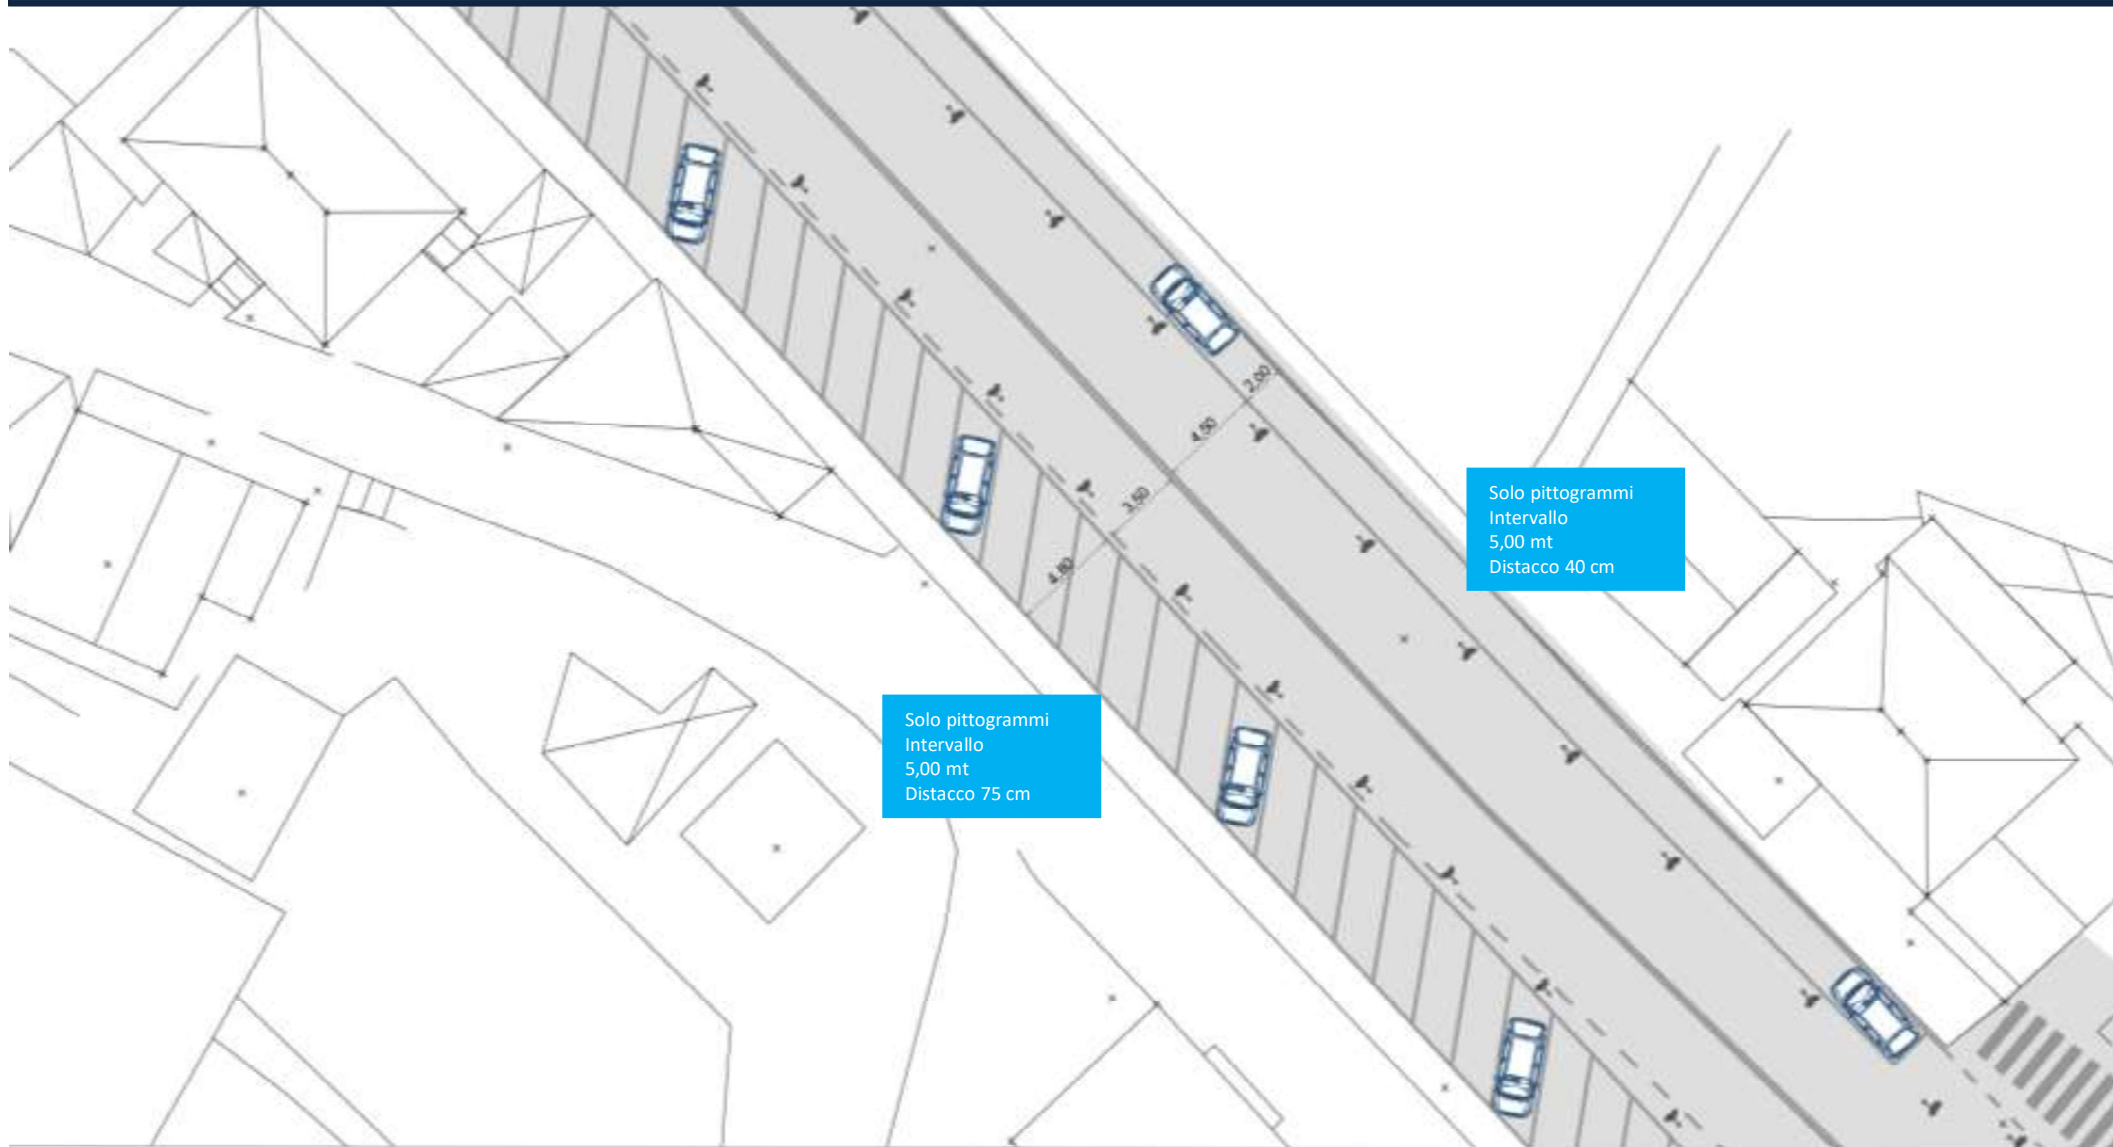 2.00
4.50
3.50
4.80
Solo pittogrammi
Intervallo
5,00 mt
Distacco 40 cm
Solo pittogrammi
Intervallo
5,00 mt
Distacco 75 cm